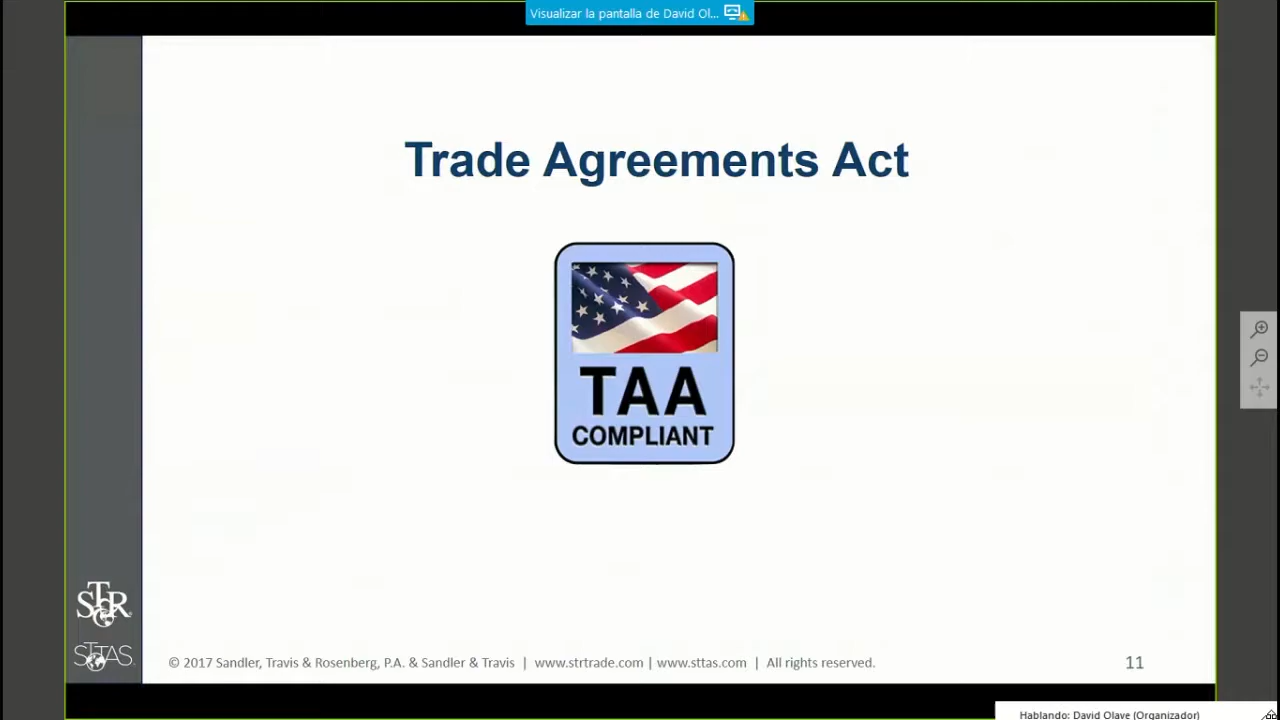 Visualizar la pantalla de David Ol...
Trade Agreements Act
TAA
COMPLIANT
STR
STTAS
© 2017 Sandler, Travis & Rosenberg, P.A. & Sandler & Travis | www.strtrade.com | www.sttas.com | All rights reserved.
11
Hablando: David Olave (Organizador)